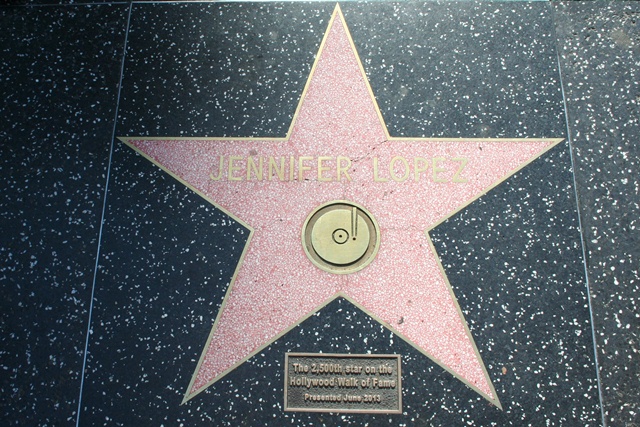 JENNIFER LOPEZ
The 2,500th star on the
Hollywood Walk of Fame
Presented June 2013